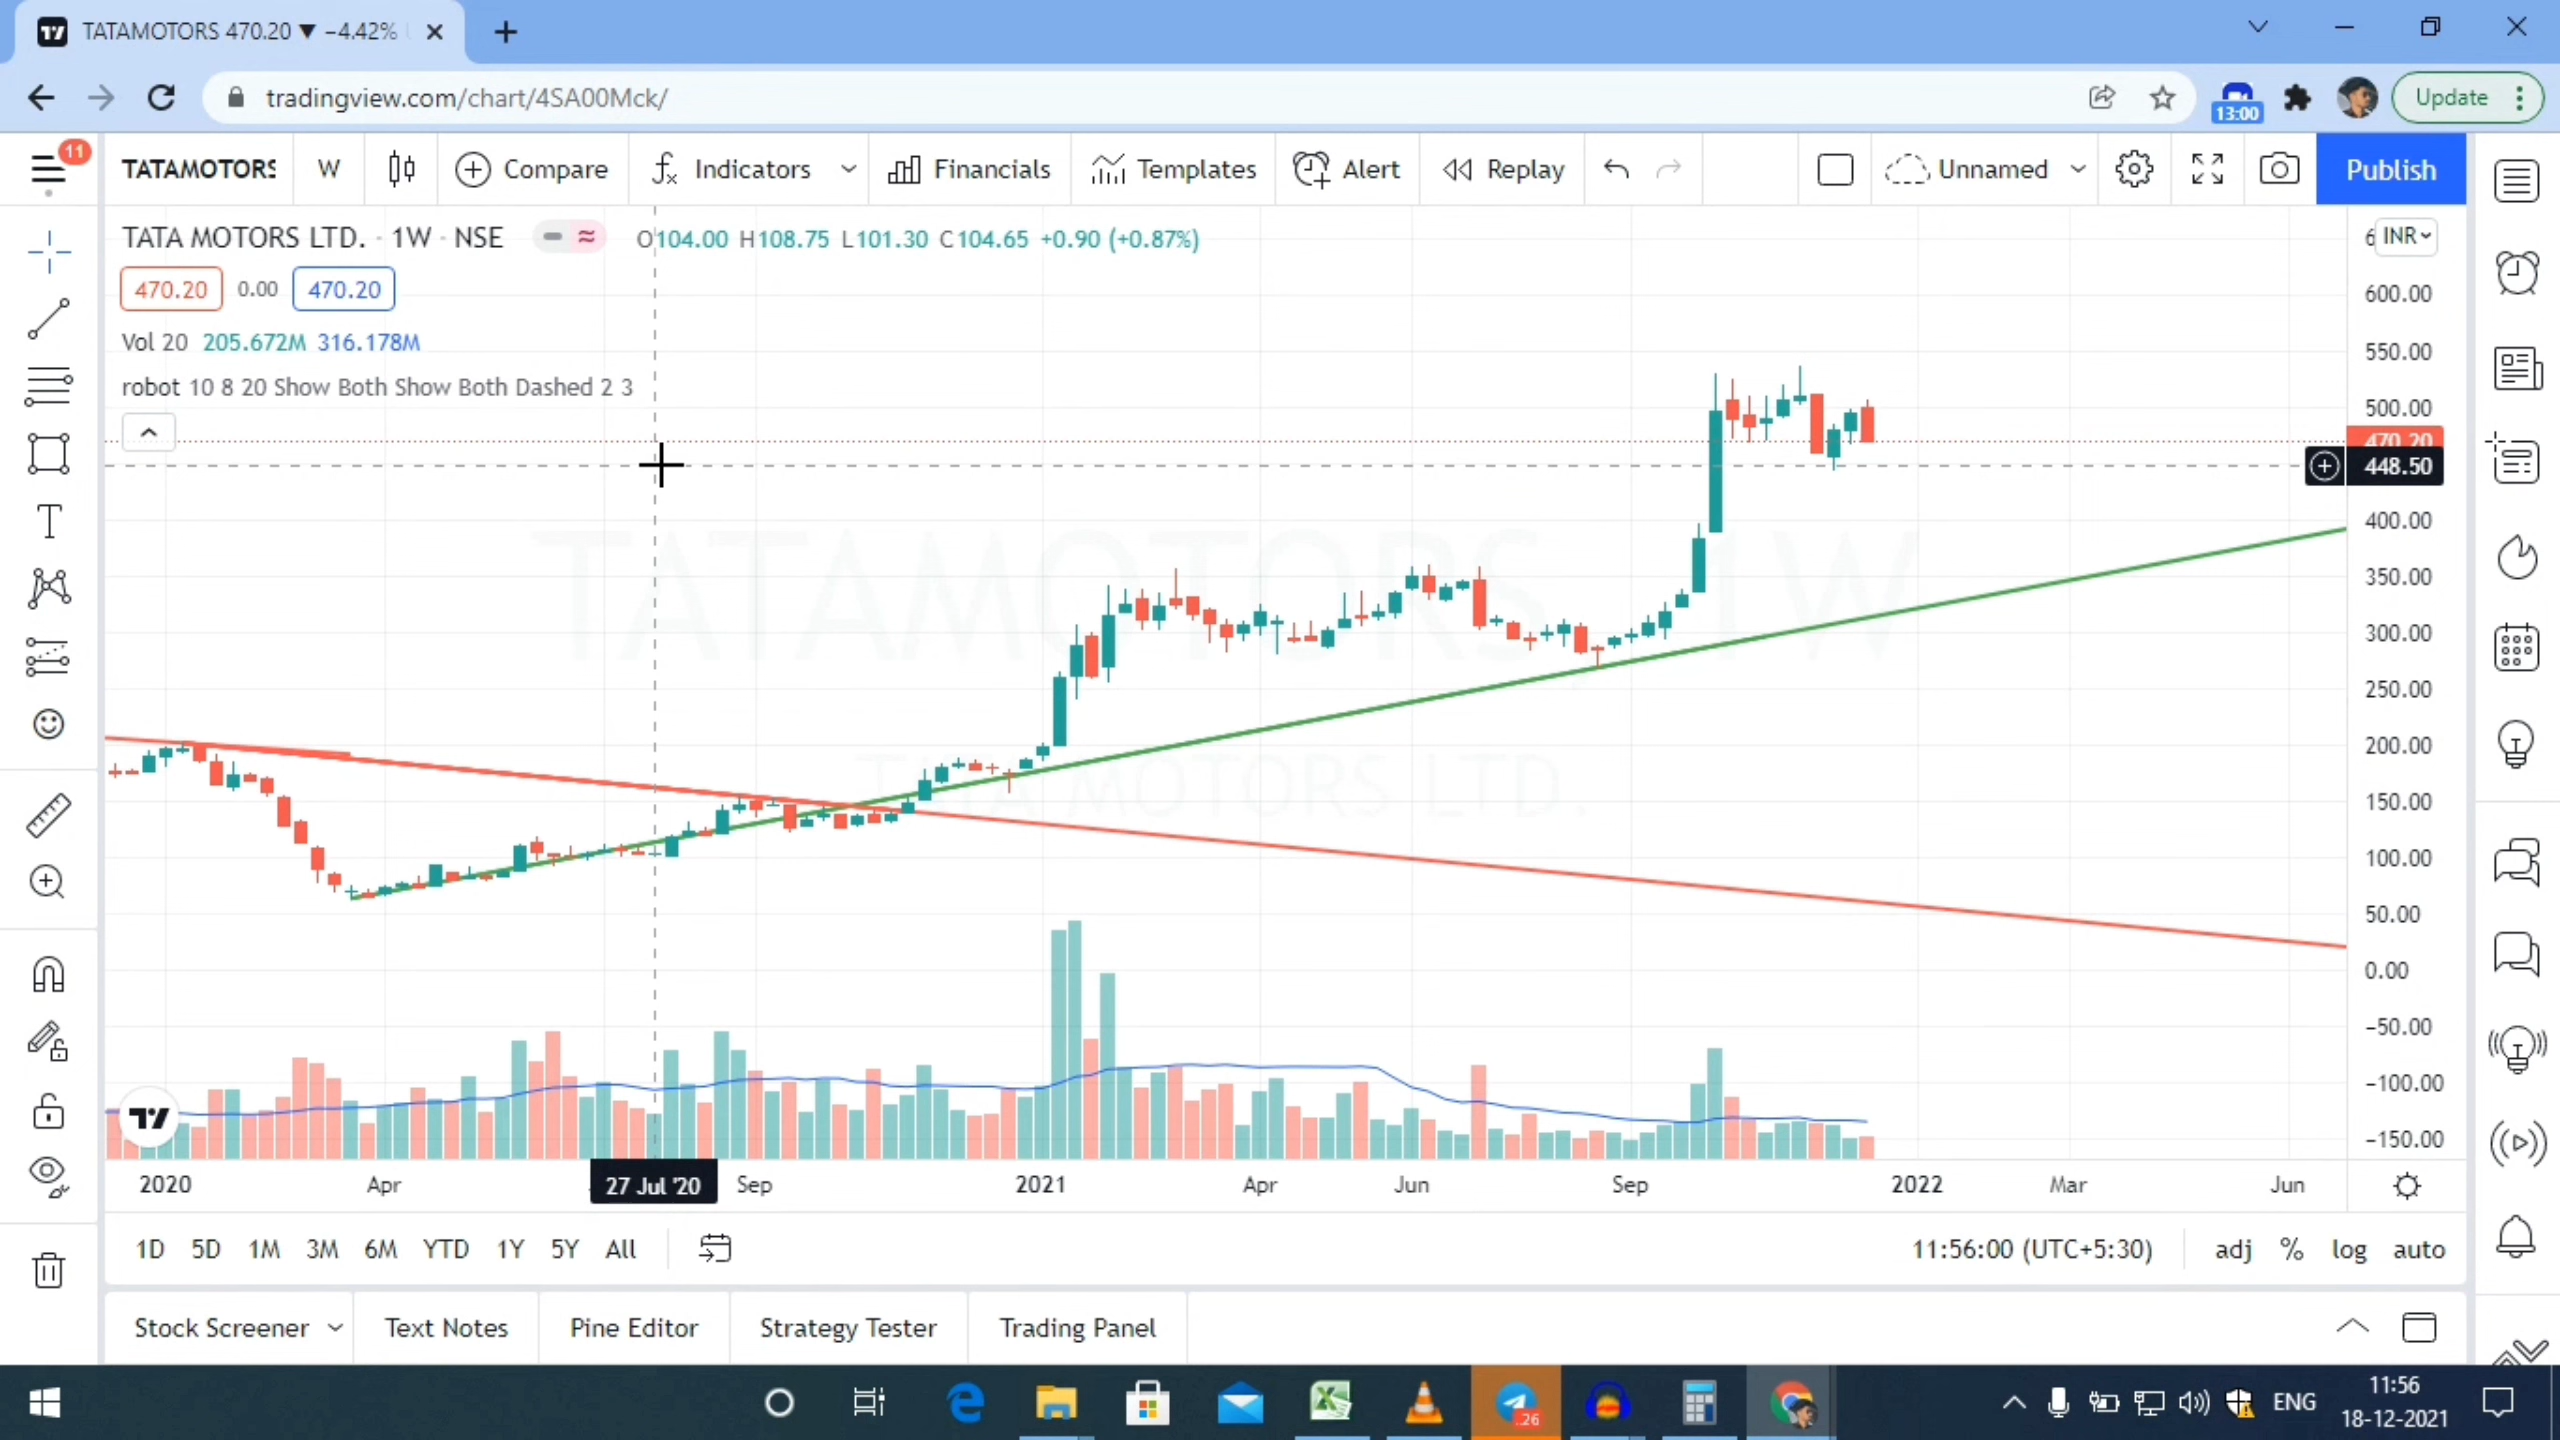 TATAMOTORS 470.20 ▼ −4.42%
tradingview.com/chart/4SA00Mck/
13:00
Update
11
TATAMOTORS
W
Compare
Indicators
Financials
Templates
Alert
Replay
Unnamed
Publish
TATA MOTORS LTD. · 1W · NSE
O104.00 H108.75 L101.30 C104.65 +0.90 (+0.87%)
INR
470.20 0.00 470.20
Vol 20 205.672M 316.178M
robot 10 8 20 Show Both Show Both Dashed 2 3
600.00
550.00
500.00
470.20
448.50
400.00
350.00
300.00
250.00
200.00
150.00
100.00
50.00
0.00
−50.00
−100.00
−150.00
TATAMOTORS, 1W
TATA MOTORS LTD
2020 Apr 27 Jul '20 Sep 2021 Apr Jun Sep 2022 Mar Jun
1D 5D 1M 3M 6M YTD 1Y 5Y All
11:56:00 (UTC+5:30) adj % log auto
Stock Screener Text Notes Pine Editor Strategy Tester Trading Panel
26
ENG
11:56
18-12-2021